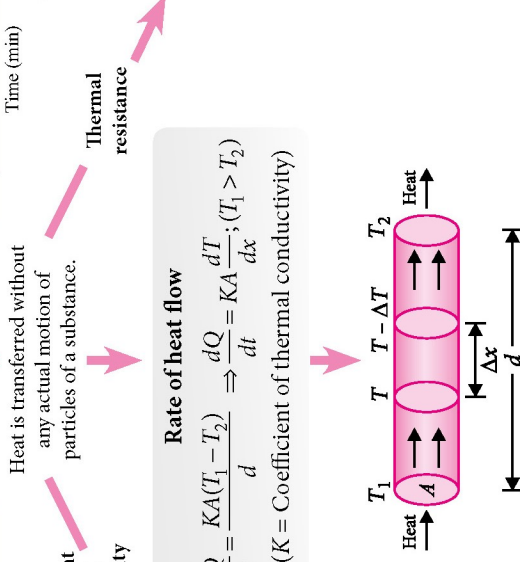 Time (min)
Heat is transferred without
any actual motion of
particles of a substance.
Thermal
resistance
Rate of heat flow
= KA(T₁ − T₂) / d ⇒ dQ/dt = KA dT/dx; (T₁ > T₂)
(K = Coefficient of thermal conductivity)
T₁ T T − ΔT T₂
Heat A Heat
Δx
d